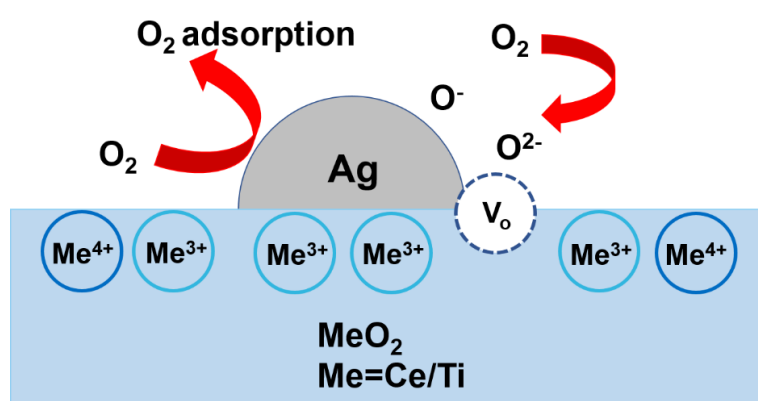 O₂ adsorption
O₂
O⁻
O₂
O²⁻
Ag
Vₒ
Me⁴⁺ Me³⁺ Me³⁺ Me³⁺ Me³⁺ Me⁴⁺
MeO₂
Me=Ce/Ti